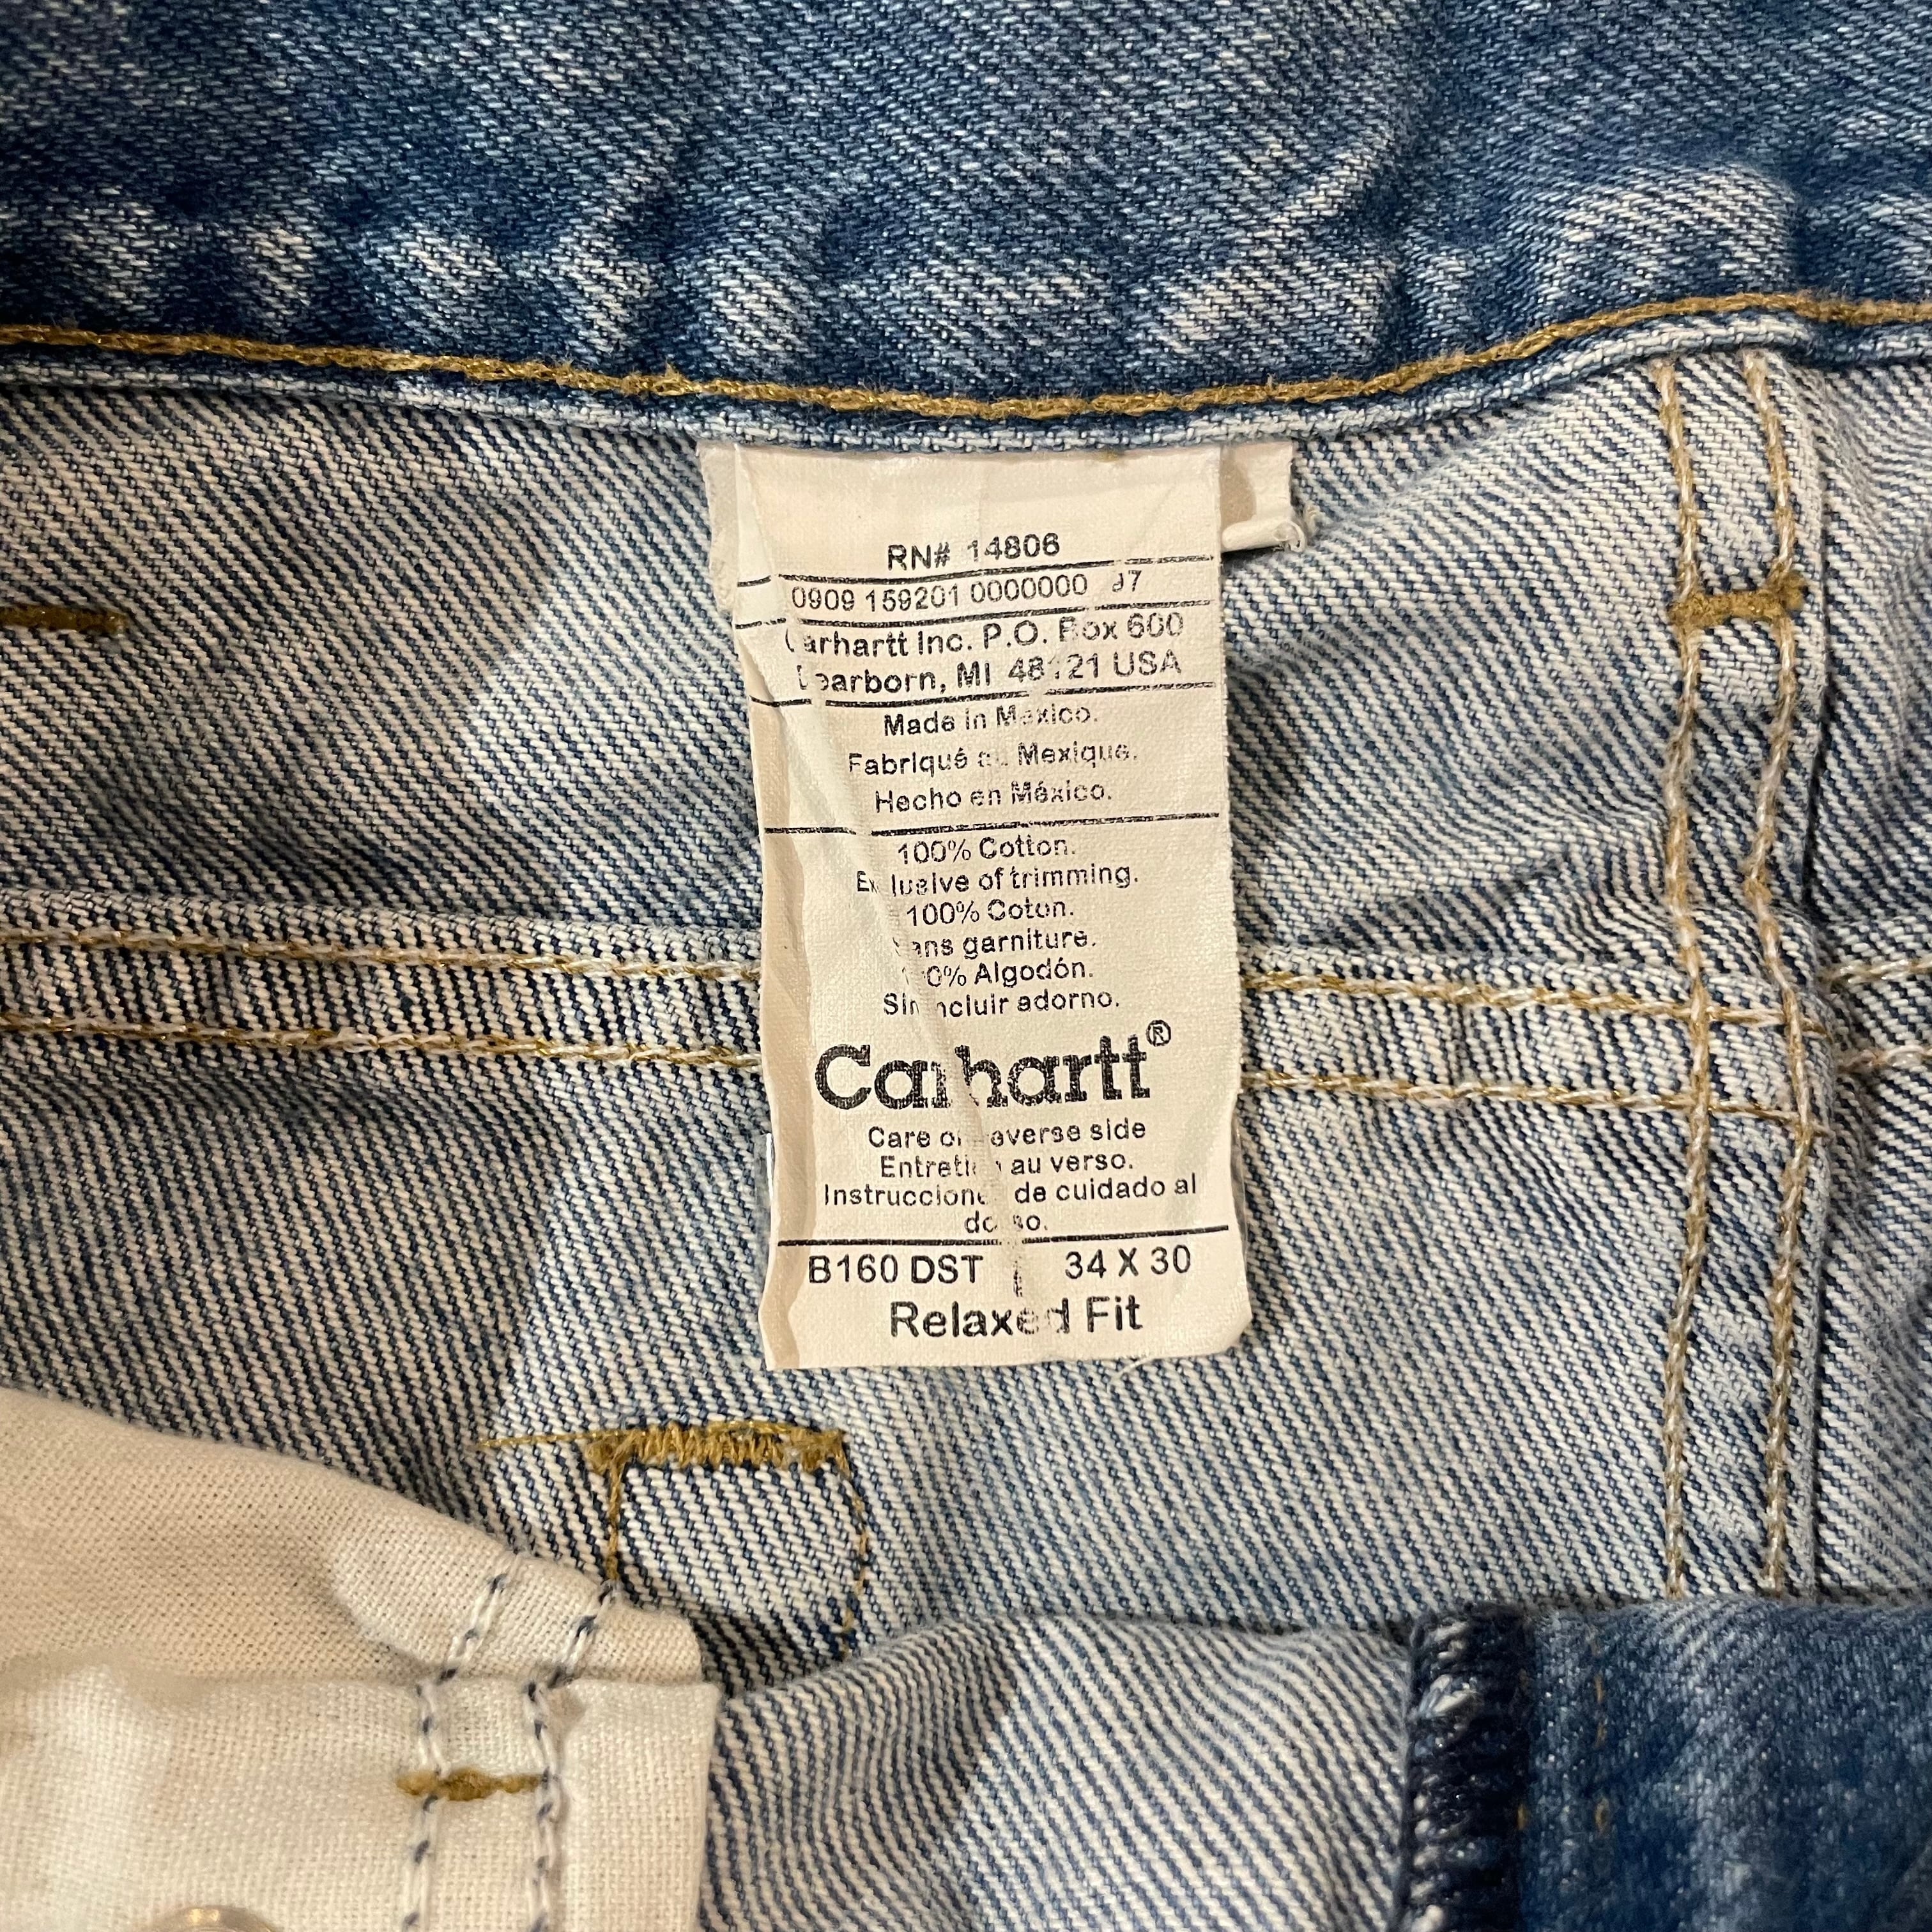 RN# 14806
0909 159201 0000000
Carhartt Inc. P.O. Box 600
Dearborn, MI 48121 USA
Made in Mexico.
Fabriqué au Mexique.
Hecho en México.
100% Cotton.
Exclusive of trimming.
100% Coton.
Sans garniture.
100% Algodón.
Sin incluir adorno.
Carhartt®
Care on reverse side
Entretien au verso.
Instrucciones de cuidado al
dorso.
B160 DST 34 X 30
Relaxed Fit